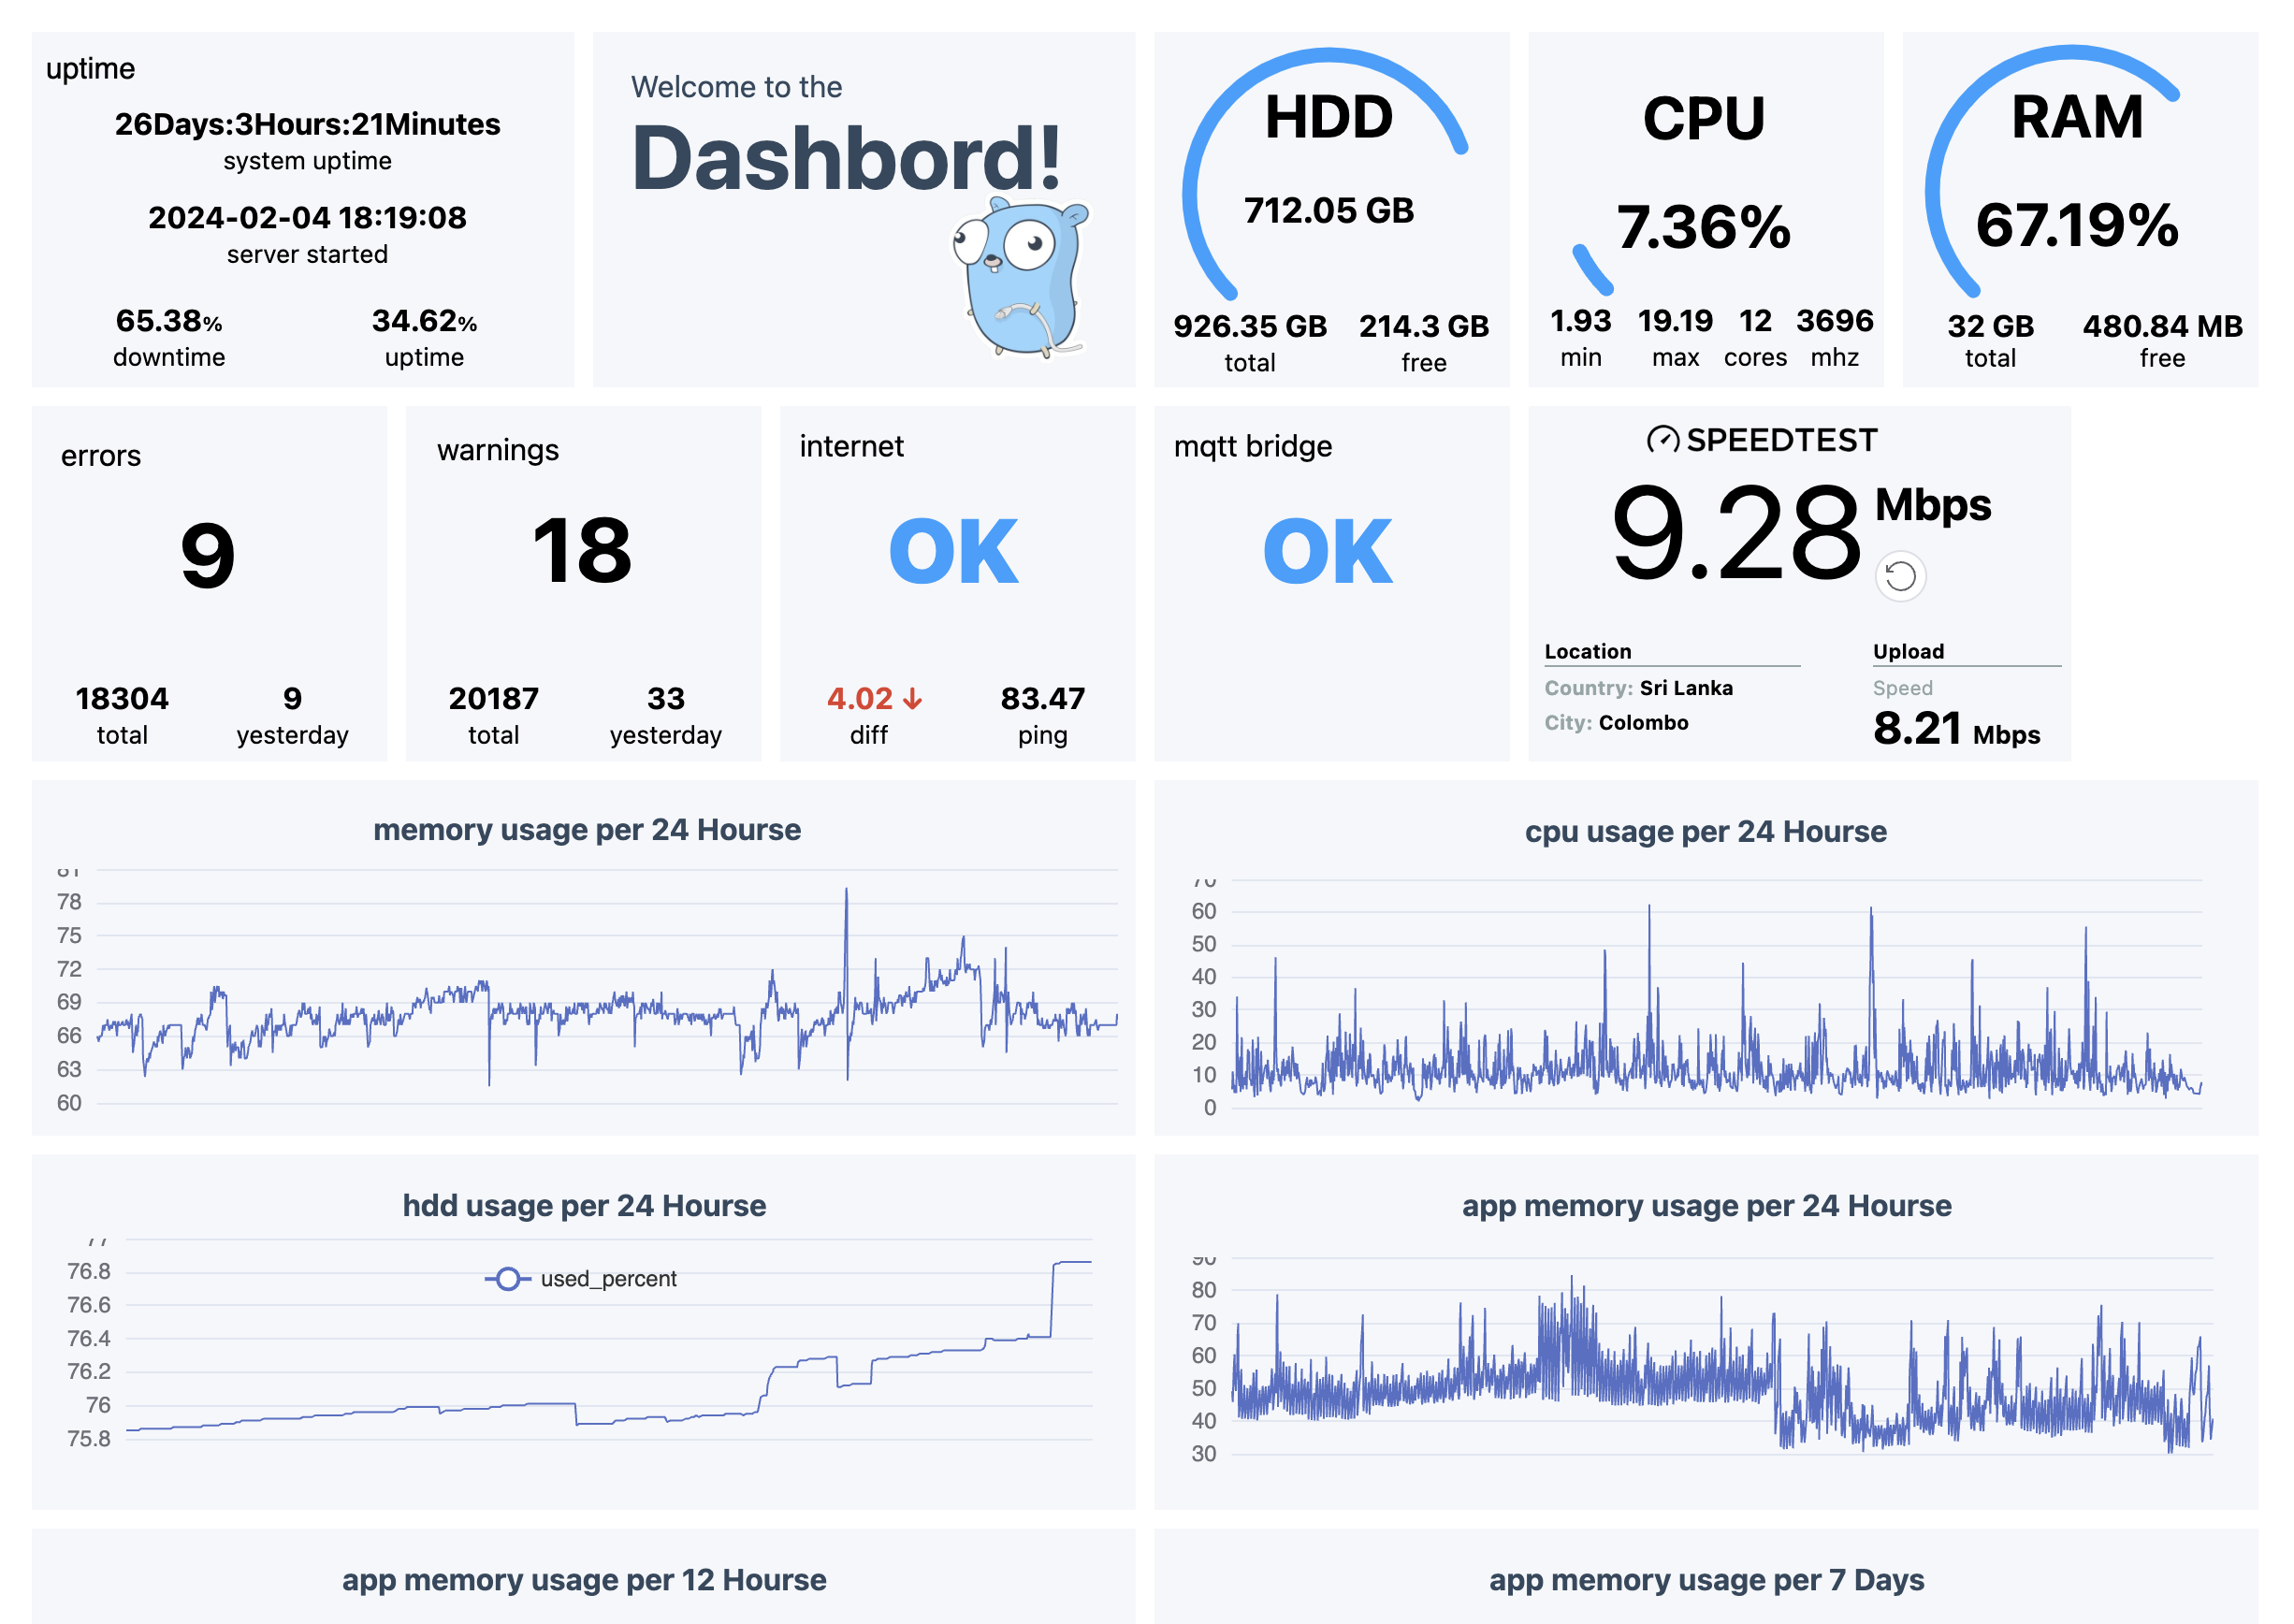 uptime
26Days:3Hours:21Minutes
system uptime
2024-02-04 18:19:08
server started
65.38% 34.62%
downtime uptime
Welcome to the
Dashbord!
HDD
712.05 GB
926.35 GB 214.3 GB
total free
CPU
7.36%
1.93 19.19 12 3696
min max cores mhz
RAM
67.19%
32 GB 480.84 MB
total free
errors
9
18304 9
total yesterday
warnings
18
20187 33
total yesterday
internet
OK
4.02 ↓ 83.47
diff ping
mqtt bridge
OK
SPEEDTEST
9.28 Mbps
Location Upload
Country: Sri Lanka Speed
City: Colombo 8.21 Mbps
memory usage per 24 Hourse
81
78
75
72
69
66
63
60
cpu usage per 24 Hourse
70
60
50
40
30
20
10
0
hdd usage per 24 Hourse
used_percent
77
76.8
76.6
76.4
76.2
76
75.8
app memory usage per 24 Hourse
90
80
70
60
50
40
30
app memory usage per 12 Hourse
app memory usage per 7 Days